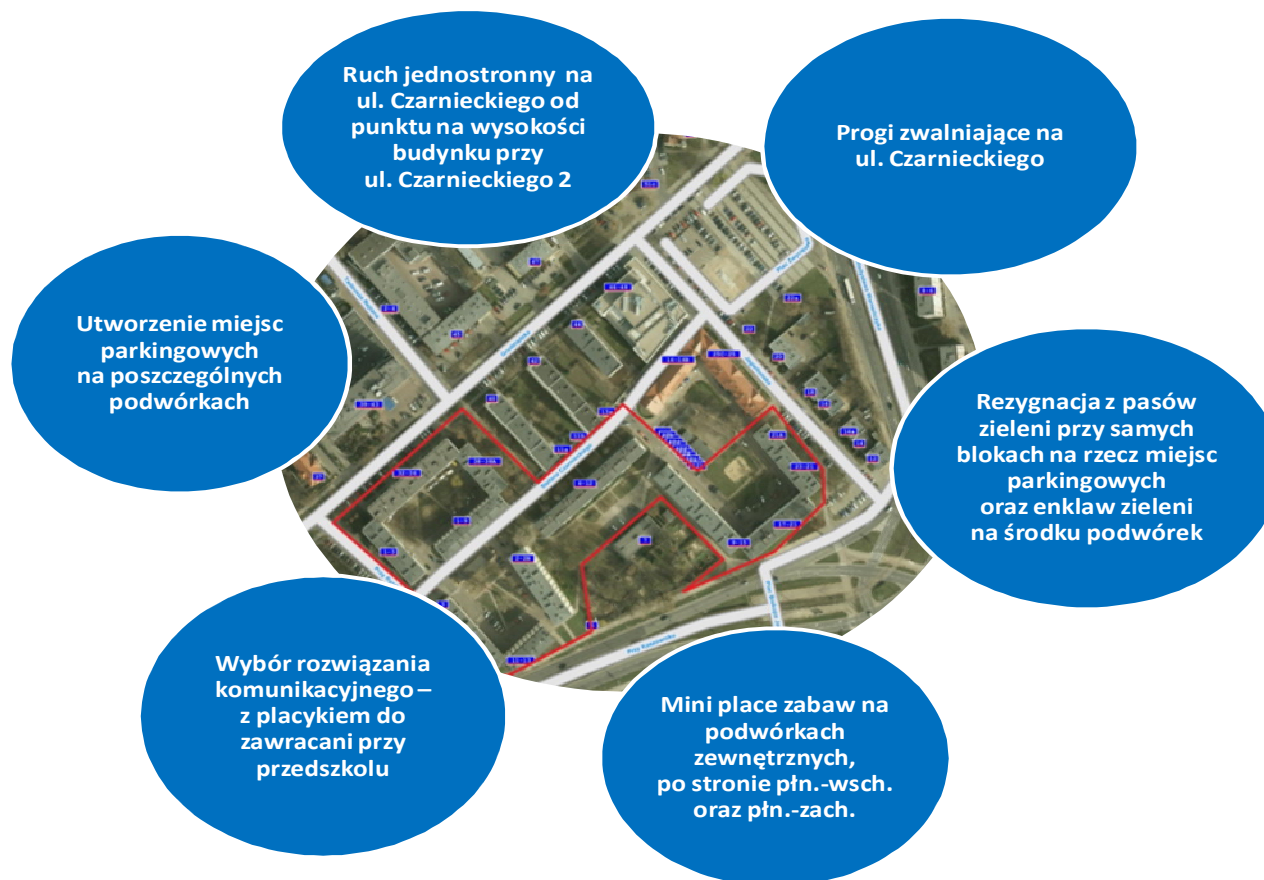 Ruch jednostronny na
ul. Czarnieckiego od
punktu na wysokości
budynku przy
ul. Czarnieckiego 2
Progi zwalniające na
ul. Czarnieckiego
Utworzenie miejsc
parkingowych
na poszczególnych
podwórkach
Rezygnacja z pasów
zieleni przy samych
blokach na rzecz miejsc
parkingowych
oraz enklaw zieleni
na środku podwórek
Wybór rozwiązania
komunikacyjnego –
z placykiem do
zawracani przy
przedszkolu
Mini place zabaw na
podwórkach
zewnętrznych,
po stronie płn.-wsch.
oraz płn.-zach.